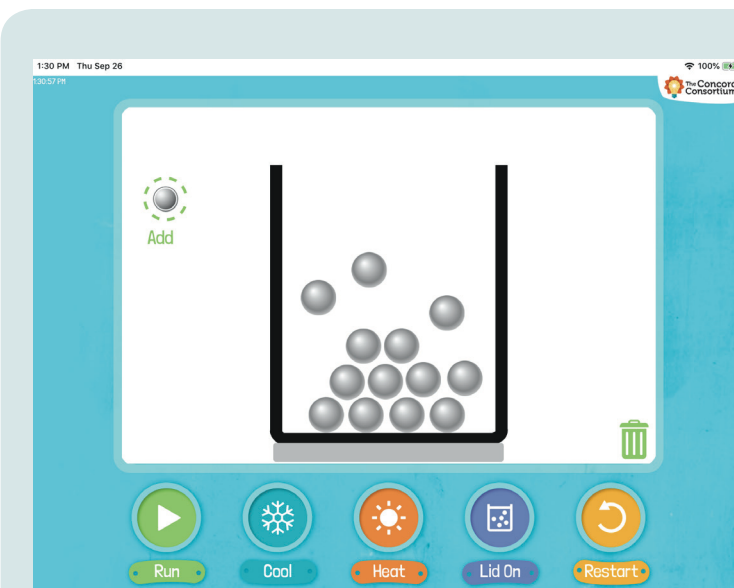 1:30 PM Thu Sep 26
100%
1:30:57 PM
The Concord
Consortium
Add
Run
Cool
Heat
Lid On
Restart